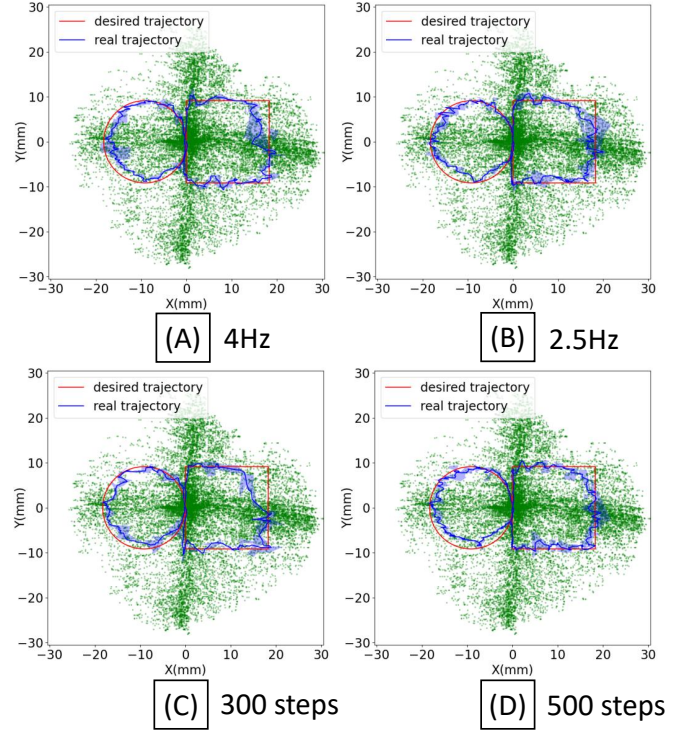 desired trajectory
real trajectory
30
20
10
0
−10
−20
−30
Y(mm)
−30 −20 −10 0 10 20 30
X(mm)
(A) 4Hz
desired trajectory
real trajectory
30
20
10
0
−10
−20
−30
Y(mm)
−30 −20 −10 0 10 20 30
X(mm)
(B) 2.5Hz
desired trajectory
real trajectory
30
20
10
0
−10
−20
−30
Y(mm)
−30 −20 −10 0 10 20 30
X(mm)
(C) 300 steps
desired trajectory
real trajectory
30
20
10
0
−10
−20
−30
Y(mm)
−30 −20 −10 0 10 20 30
X(mm)
(D) 500 steps